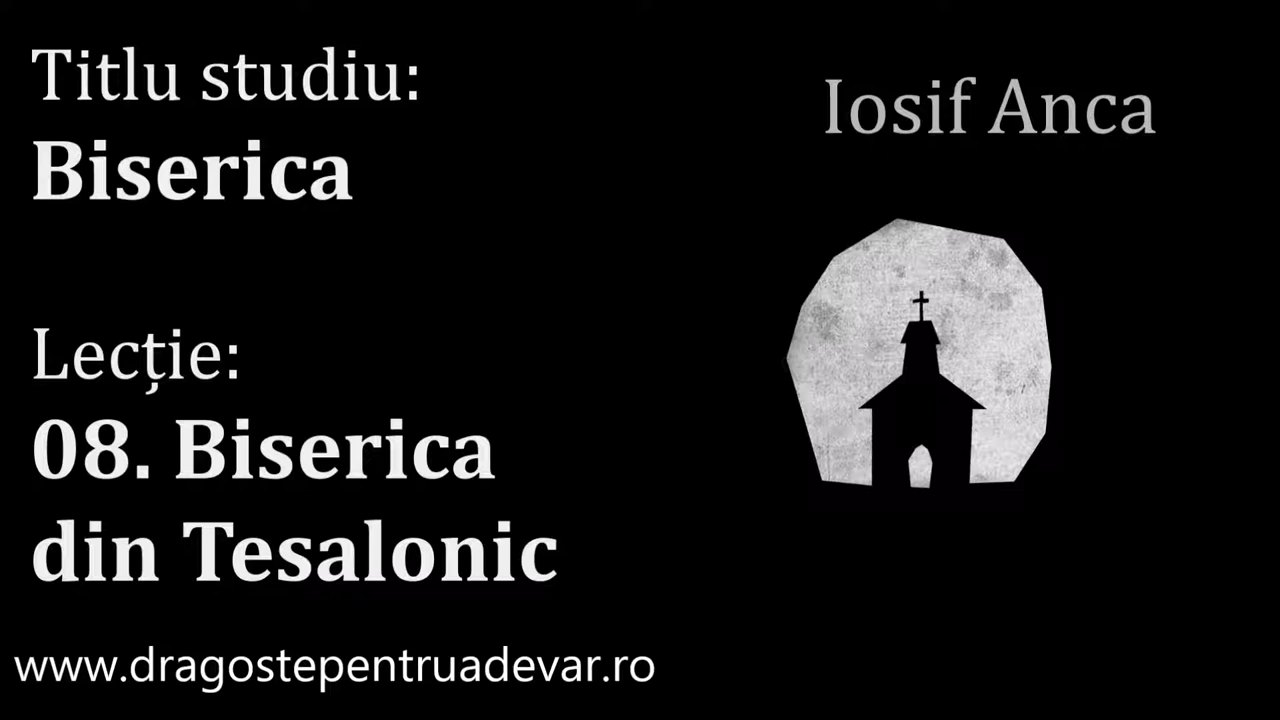 Titlu studiu:
Biserica
Iosif Anca
Lecție:
08. Biserica
din Tesalonic
www.dragostepentruadevar.ro